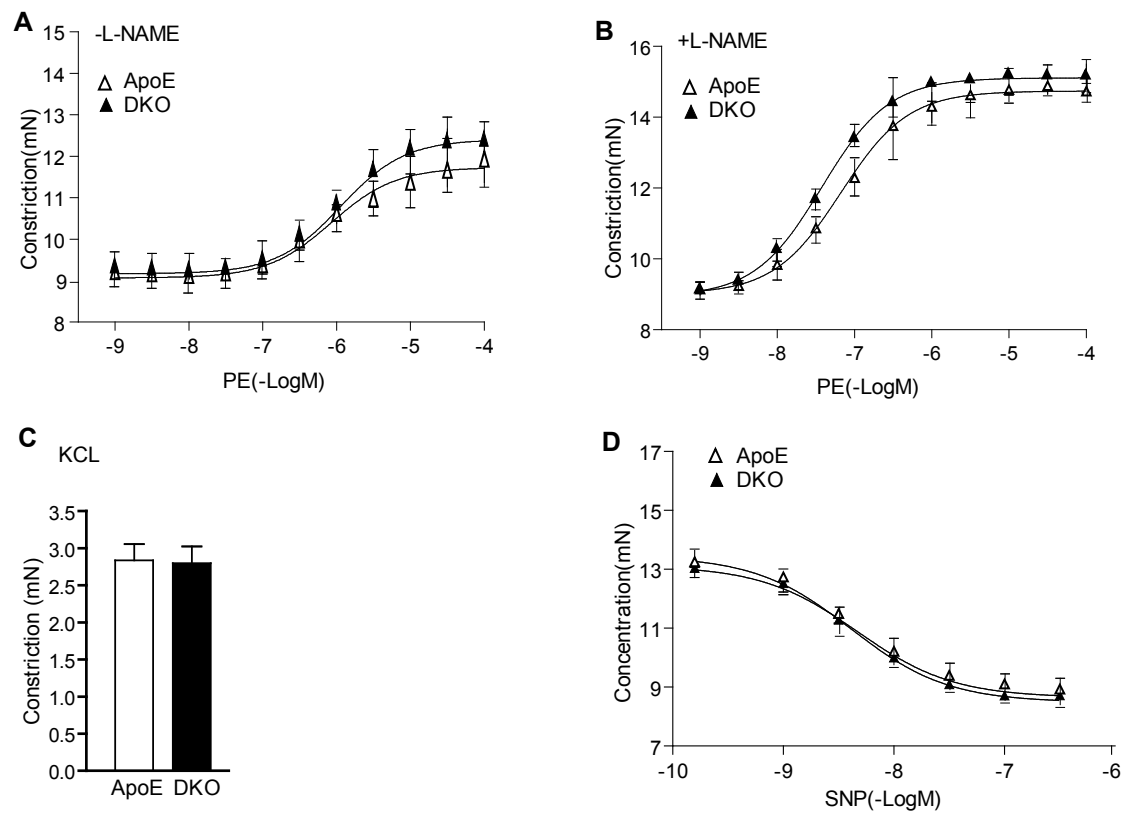 A
-L-NAME
ApoE
DKO
15
14
13
12
11
10
9
8
Constriction(mN)
-9 -8 -7 -6 -5 -4
PE(-LogM)
B
+L-NAME
ApoE
DKO
16
14
12
10
8
Constriction(mN)
-9 -8 -7 -6 -5 -4
PE(-LogM)
C
KCL
3.5
3.0
2.5
2.0
1.5
1.0
0.5
0.0
Constriction (mN)
ApoE DKO
D
ApoE
DKO
17
15
13
11
9
7
Concentration(mN)
-10 -9 -8 -7 -6
SNP(-LogM)